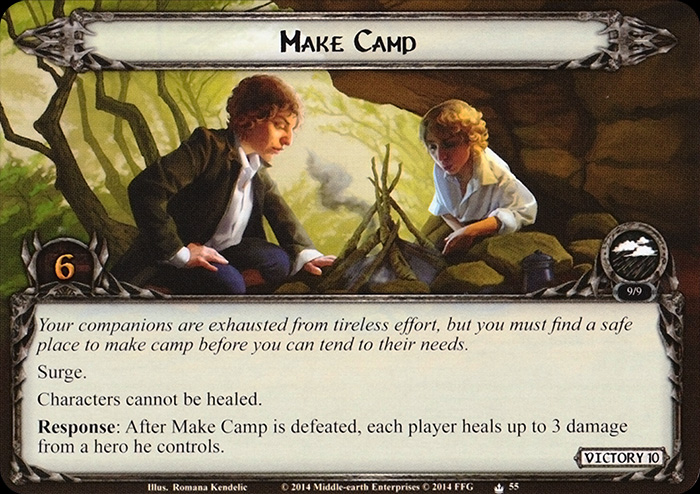 Make Camp
6
9/9
Your companions are exhausted from tireless effort, but you must find a safe
place to make camp before you can tend to their needs.
Surge.
Characters cannot be healed.
Response: After Make Camp is defeated, each player heals up to 3 damage
from a hero he controls.
VICTORY 10
Illus. Romana Kendelic © 2014 Middle-earth Enterprises © 2014 FFG 55